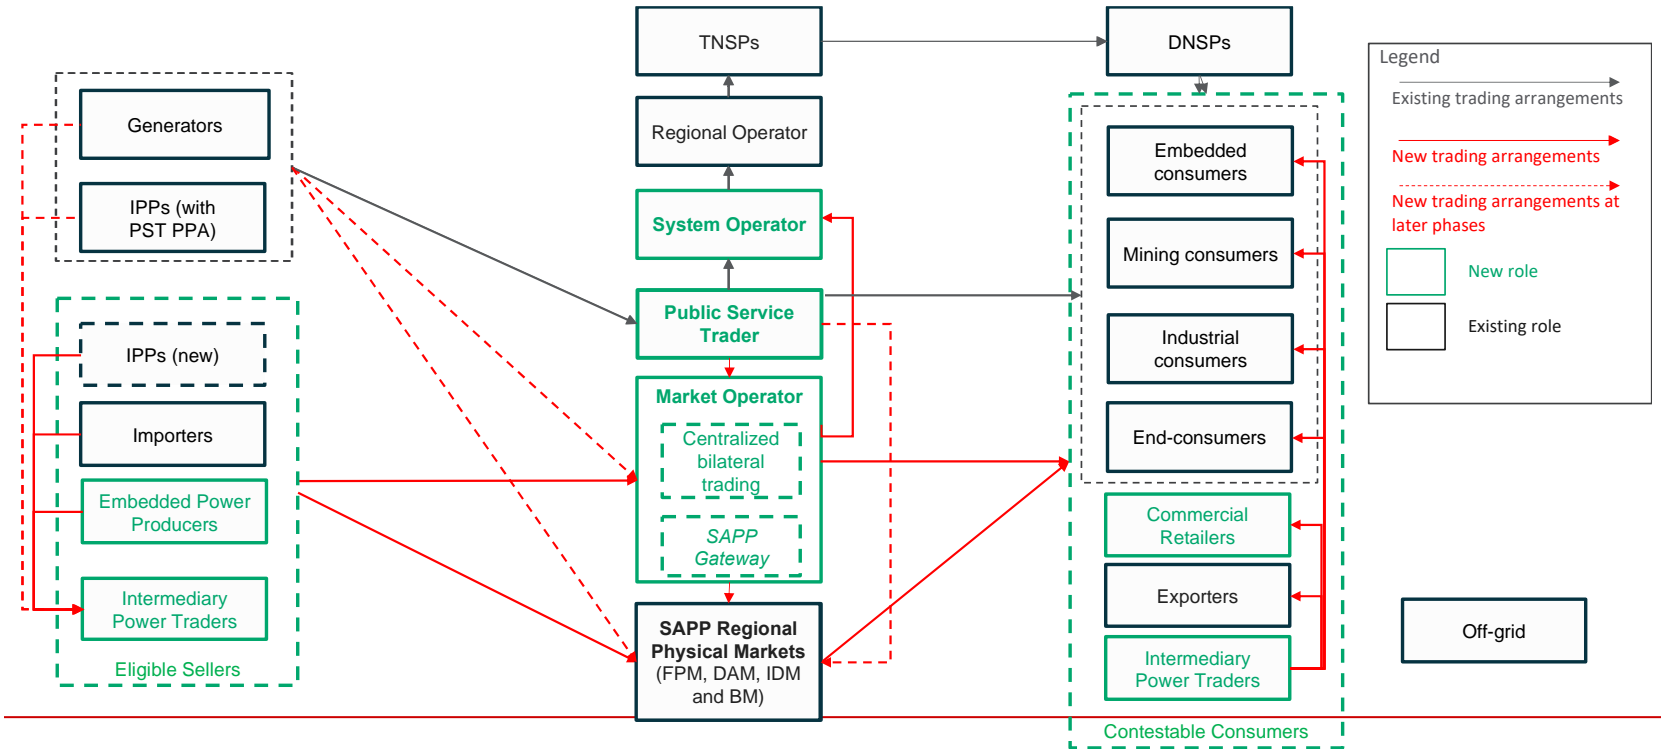 TNSPs
DNSPs
Legend
Existing trading arrangements
New trading arrangements
New trading arrangements at
later phases
New role
Existing role
Generators
IPPs (with
PST PPA)
Regional Operator
System Operator
Public Service
Trader
Market Operator
Centralized
bilateral
trading
SAPP
Gateway
SAPP Regional
Physical Markets
(FPM, DAM, IDM
and BM)
IPPs (new)
Importers
Embedded Power
Producers
Intermediary
Power Traders
Eligible Sellers
Embedded
consumers
Mining consumers
Industrial
consumers
End-consumers
Commercial
Retailers
Exporters
Intermediary
Power Traders
Contestable Consumers
Off-grid